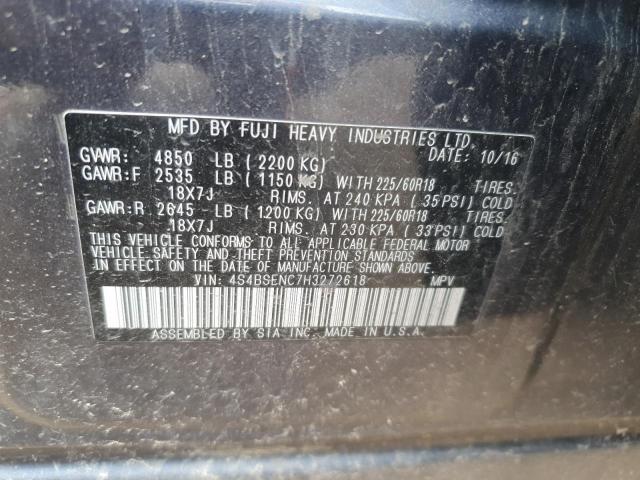 MFD BY FUJI HEAVY INDUSTRIES LTD.
DATE: 10/16
GVWR: 4850 LB (2200 KG)
GAWR:F 2535 LB (1150 KG) WITH 225/60R18 TIRES.
18X7J RIMS. AT 240 KPA (35 PSI) COLD
GAWR:R 2645 LB (1200 KG) WITH 225/60R18 TIRES.
18X7J RIMS. AT 230 KPA (33 PSI) COLD
THIS VEHICLE CONFORMS TO ALL APPLICABLE FEDERAL MOTOR
VEHICLE SAFETY AND THEFT PREVENTION STANDARDS
IN EFFECT ON THE DATE OF MANUFACTURE SHOWN ABOVE.
VIN: 4S4BSENC7H3272618 MPV
ASSEMBLED BY SIA INC. MADE IN U.S.A.